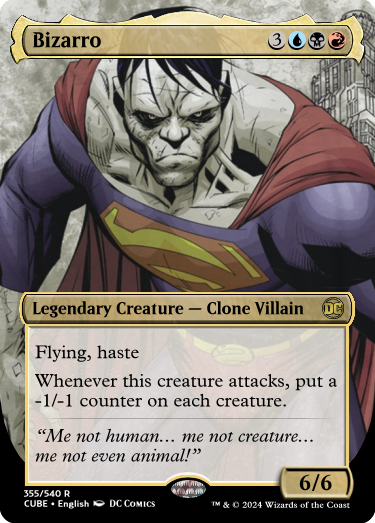 Bizarro 3
Legendary Creature — Clone Villain DC
Flying, haste
Whenever this creature attacks, put a
-1/-1 counter on each creature.
“Me not human... me not creature...
me not even animal!”
6/6
355/540 R
CUBE • English DC COMICS
™ & © 2024 Wizards of the Coast